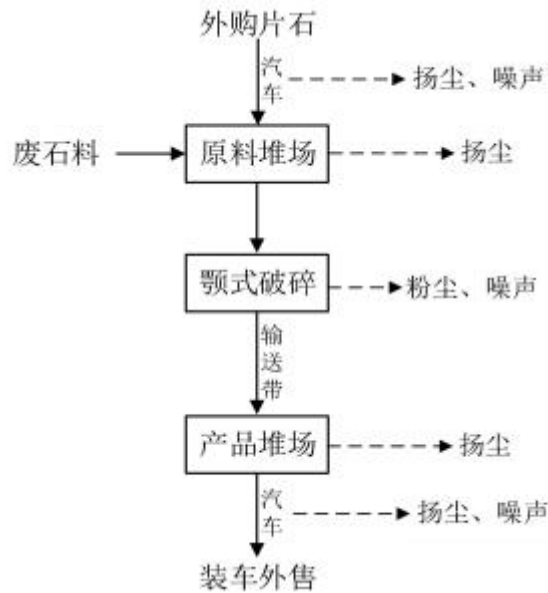 外购片石
汽车
扬尘、噪声
废石料
原料堆场
扬尘
颚式破碎
粉尘、噪声
输送带
产品堆场
扬尘
汽车
扬尘、噪声
装车外售